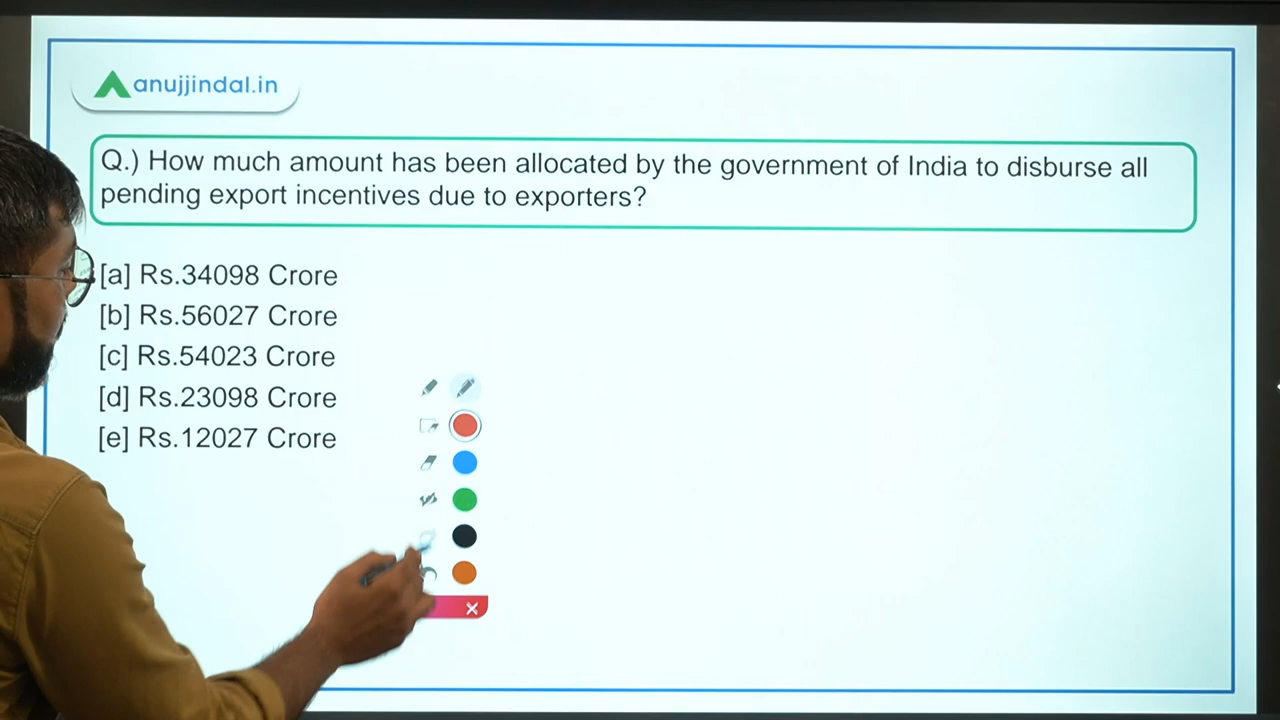 anujjindal.in
Q.) How much amount has been allocated by the government of India to disburse all
pending export incentives due to exporters?
[a] Rs.34098 Crore
[b] Rs.56027 Crore
[c] Rs.54023 Crore
[d] Rs.23098 Crore
[e] Rs.12027 Crore